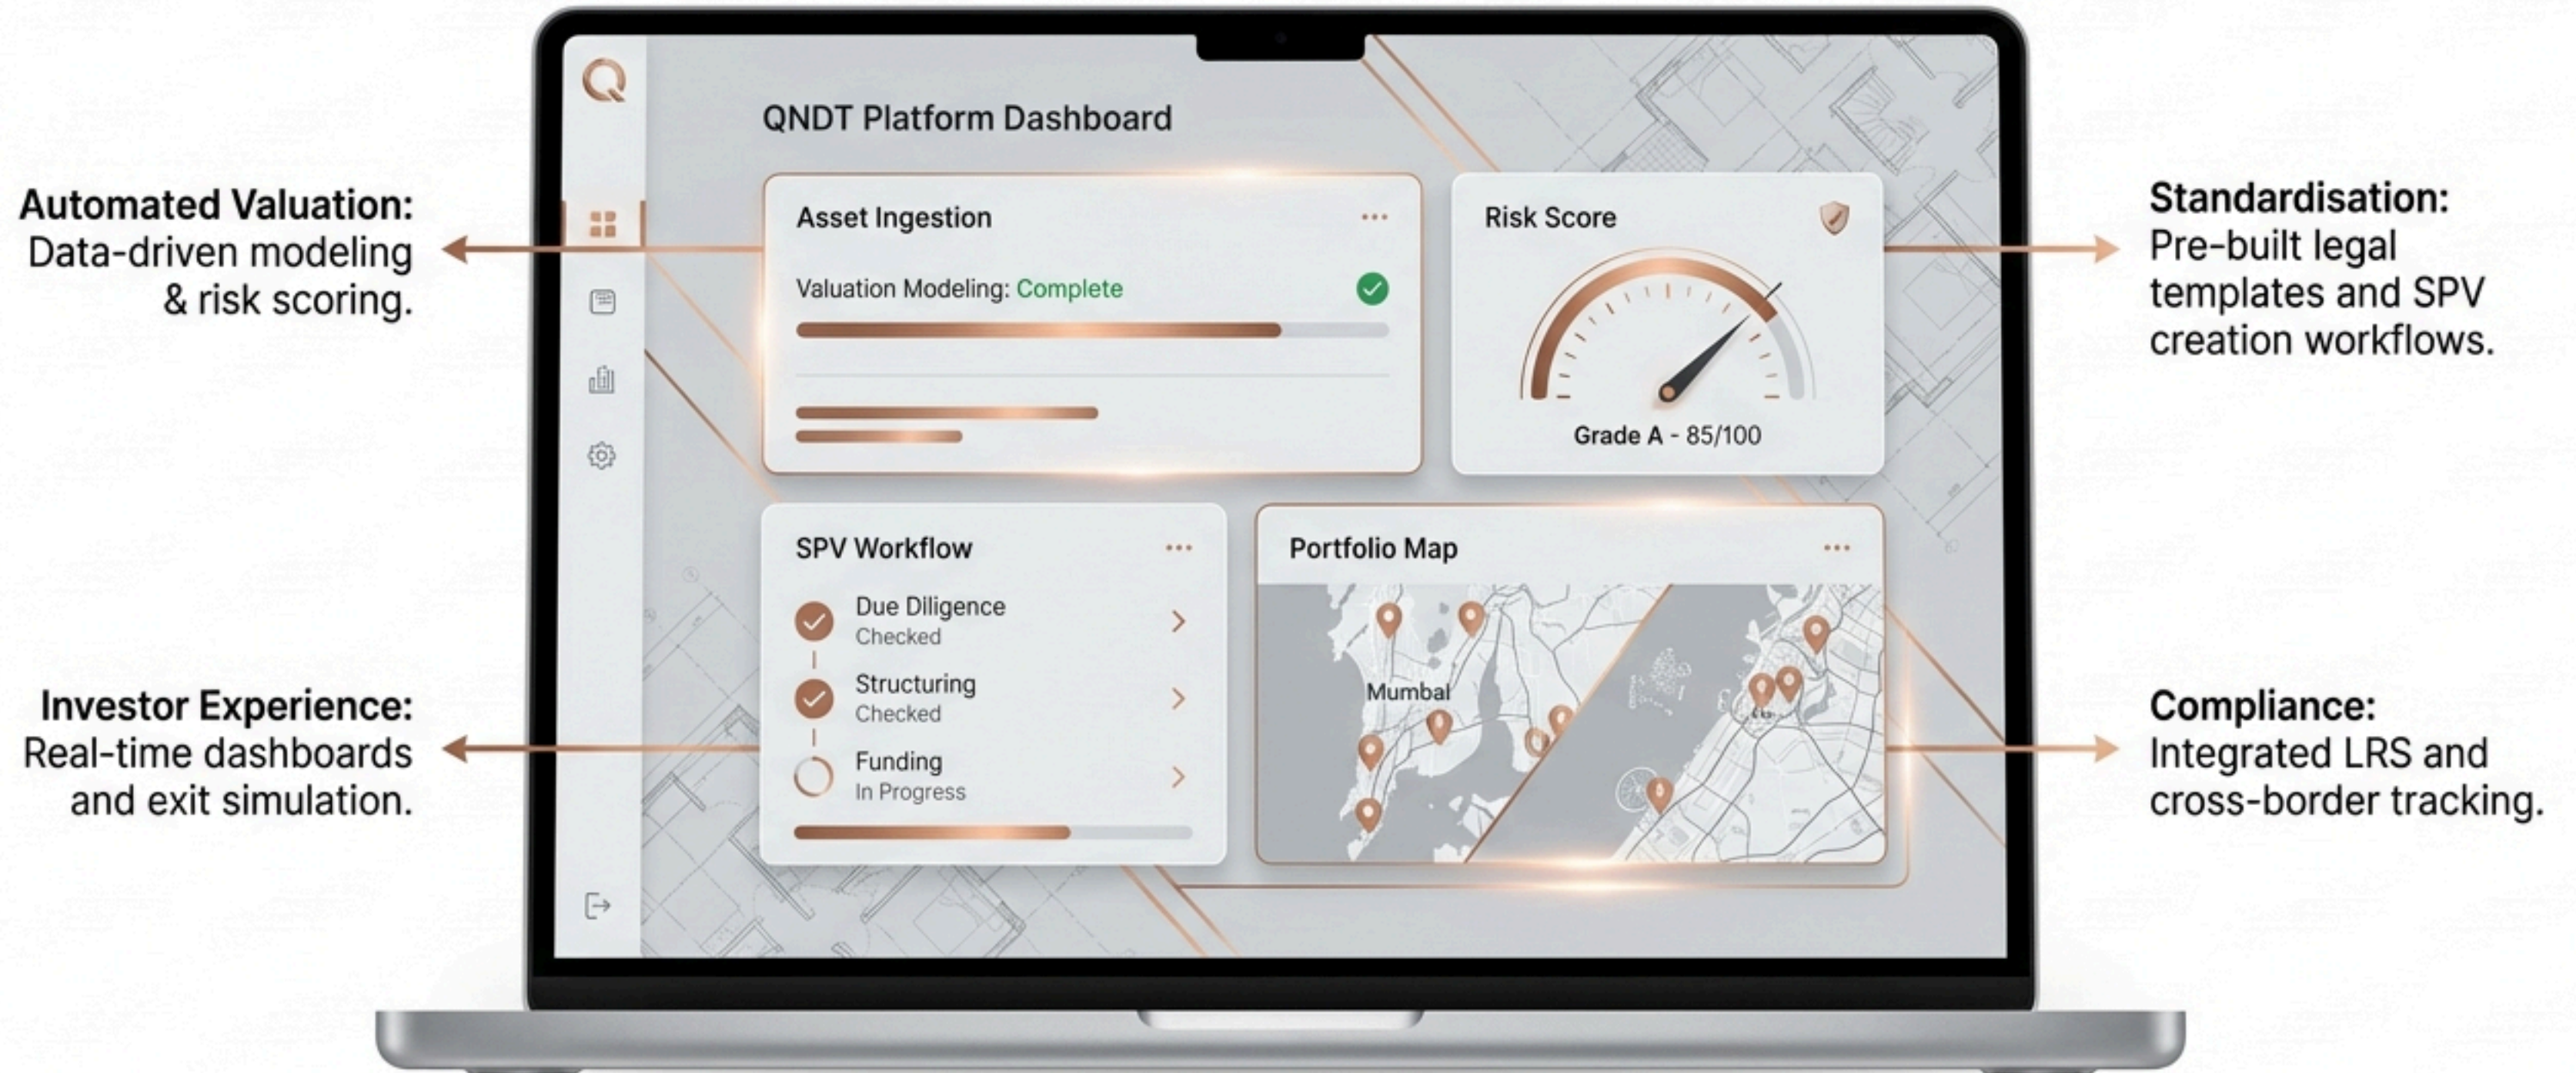 QNDT Platform Dashboard
Automated Valuation:
Data-driven modeling
& risk scoring.
Asset Ingestion
Valuation Modeling: Complete
Risk Score
Grade A - 85/100
Standardisation:
Pre-built legal
templates and SPV
creation workflows.
Investor Experience:
Real-time dashboards
and exit simulation.
SPV Workflow
Due Diligence
Checked
Structuring
Checked
Funding
In Progress
Portfolio Map
Mumbal
Compliance:
Integrated LRS and
cross-border tracking.